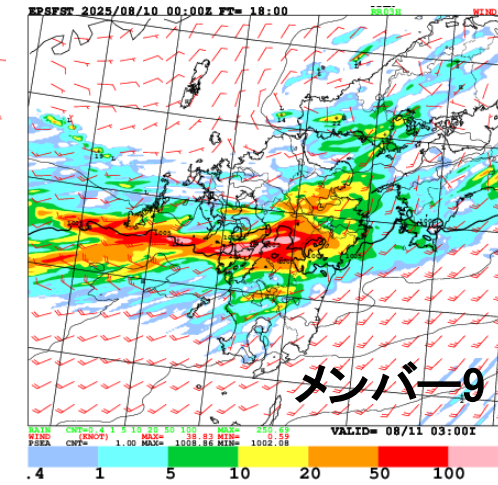 EPSFST 2025/08/10 00:00Z FT= 18:00 RR03H WIND
メンバー9
RAIN CNT=0.4 1 5 10 20 50 100 MAX= 250.69
WIND (KNOT) MAX= 38.83 MIN= 0.59 VALID= 08/11 03:00I
PSEA CNT= 1.00 MAX= 1008.86 MIN= 1002.08
.4 1 5 10 20 50 100